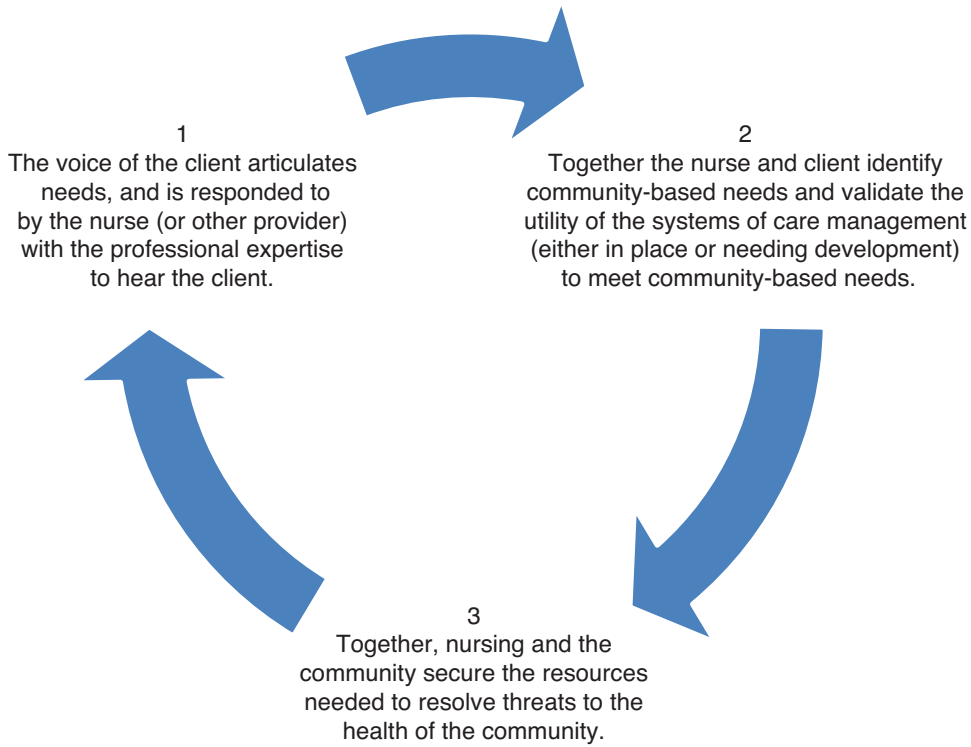 1
The voice of the client articulates
needs, and is responded to
by the nurse (or other provider)
with the professional expertise
to hear the client.
2
Together the nurse and client identify
community-based needs and validate the
utility of the systems of care management
(either in place or needing development)
to meet community-based needs.
3
Together, nursing and the
community secure the resources
needed to resolve threats to the
health of the community.